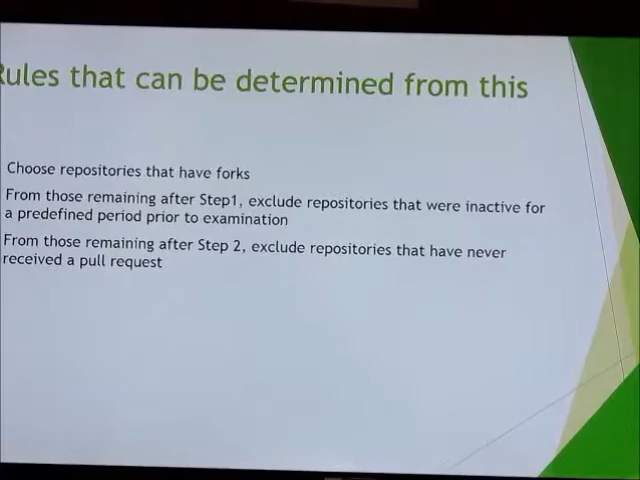 Rules that can be determined from this
Choose repositories that have forks
From those remaining after Step1, exclude repositories that were inactive for
a predefined period prior to examination
From those remaining after Step 2, exclude repositories that have never
received a pull request